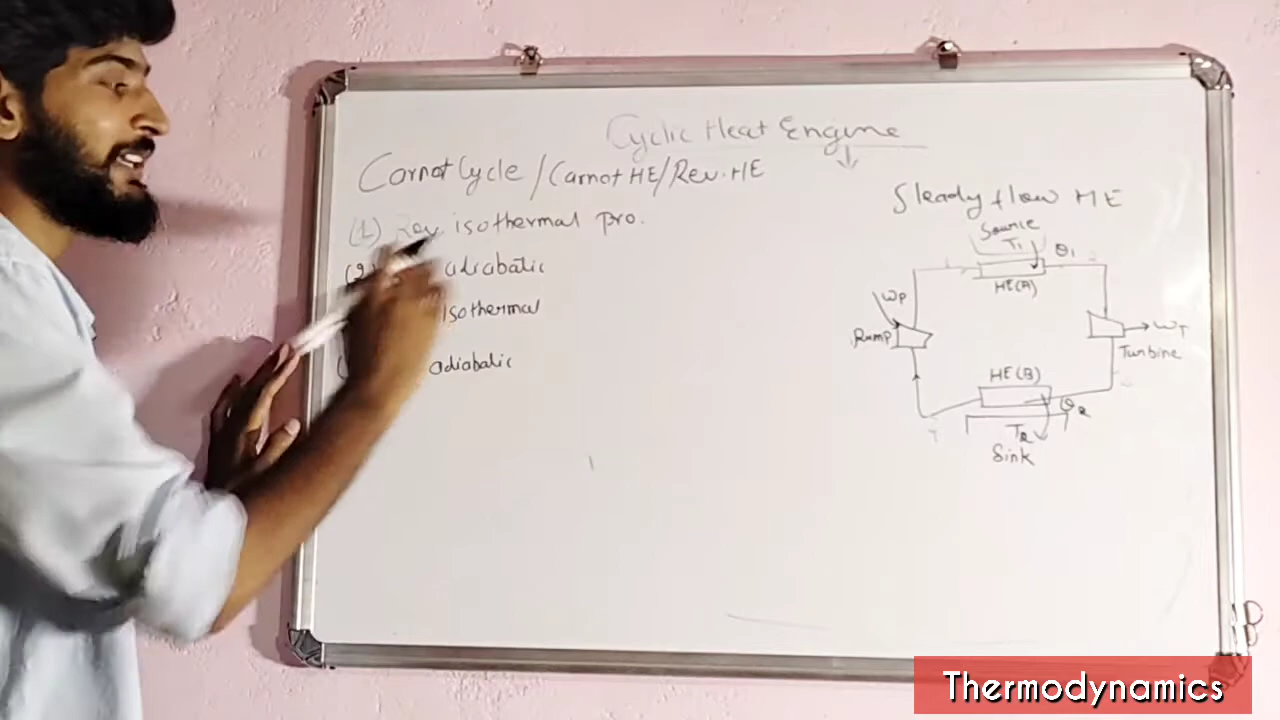 Cyclic Heat Engine
Carnot Cycle / Carnot HE / Rev. HE
(1) Rev. isothermal pro.
(2) adiabatic
isothermal
adiabatic
Steady flow HE
Source
T1 Q1
HE(A)
WP
Pump
WT
Turbine
HE(B)
Q2
T2
Sink
Thermodynamics